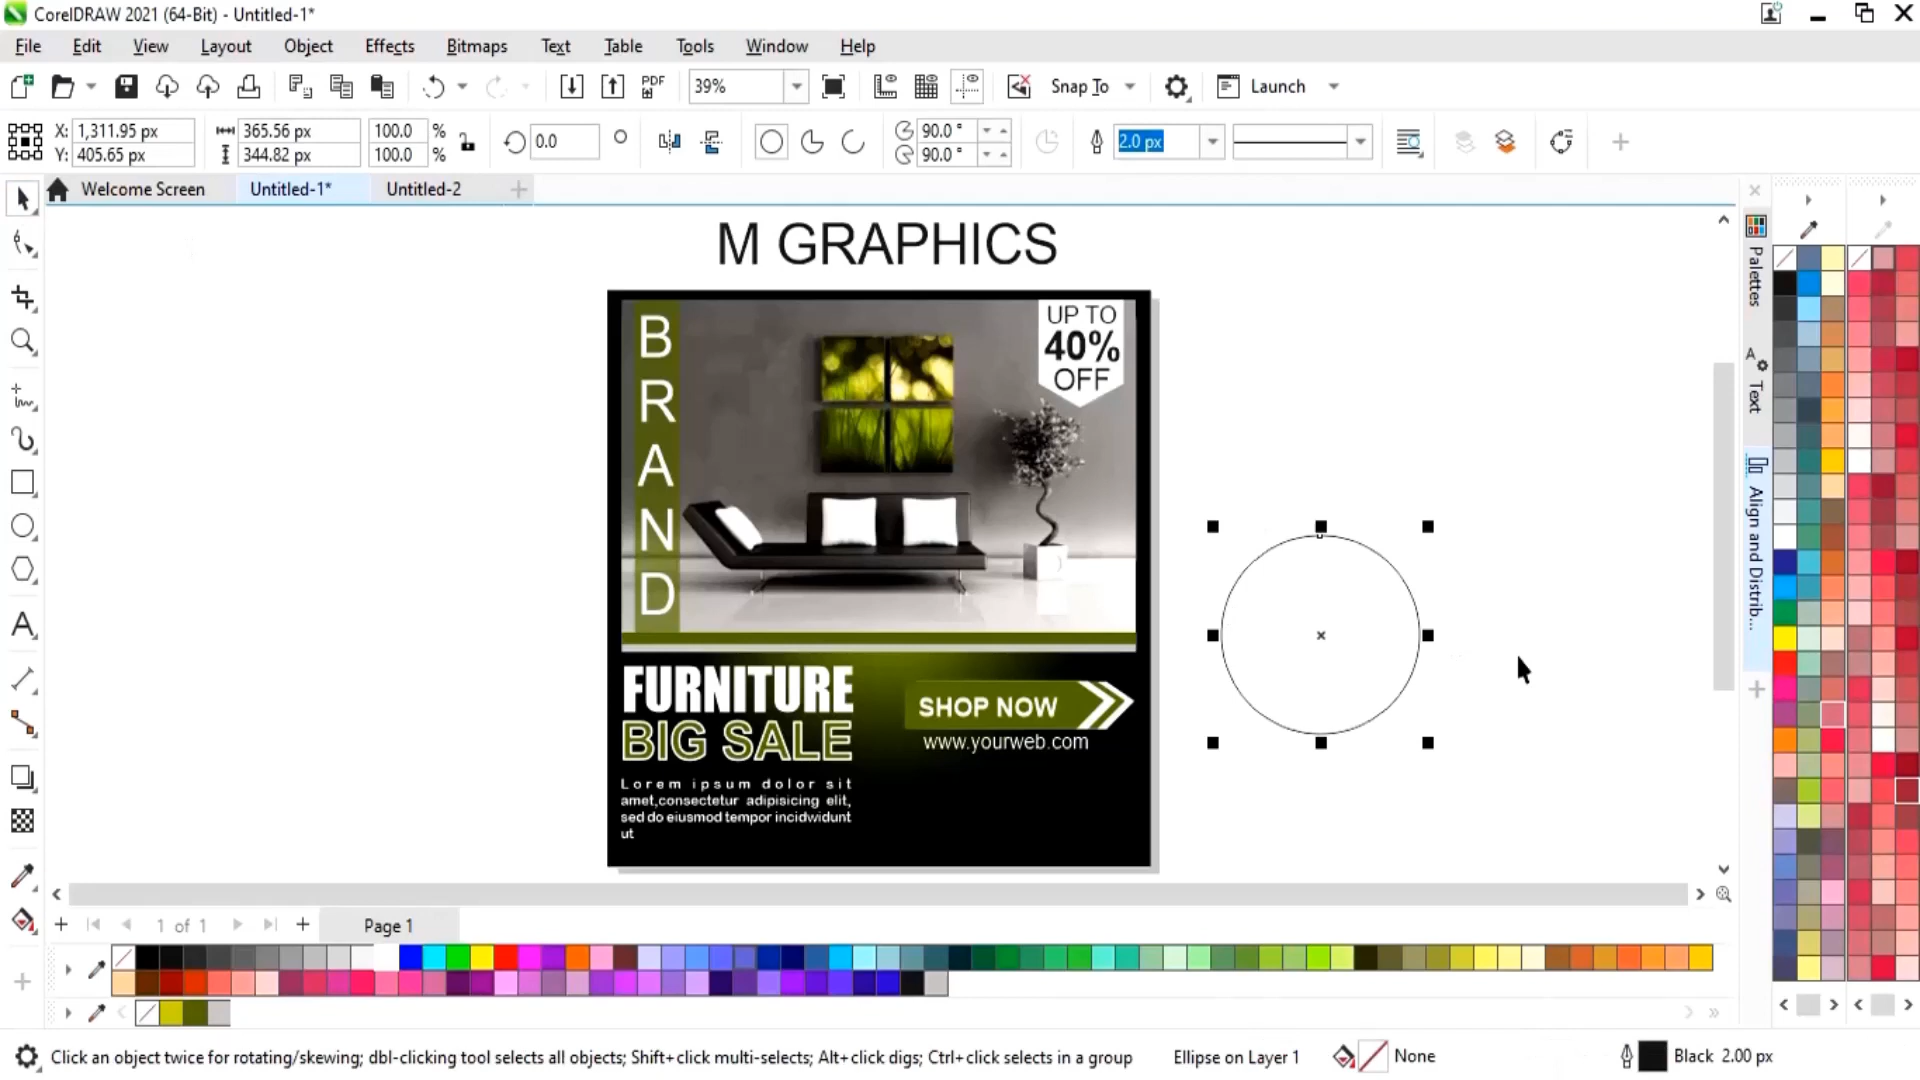 CorelDRAW 2021 (64-Bit) - Untitled-1*
File Edit View Layout Object Effects Bitmaps Text Table Tools Window Help
PDF 39% Snap To Launch
X: 1,311.95 px 365.56 px 100.0 % 0.0 ° 90.0 ° 2.0 px
Y: 405.65 px 344.82 px 100.0 % 90.0 °
Welcome Screen Untitled-1* Untitled-2
M GRAPHICS
BRAND
UP TO
40%
OFF
FURNITURE
BIG SALE
SHOP NOW
www.yourweb.com
Lorem ipsum dolor sit
amet,consectetur adipisicing elit,
sed do eiusmod tempor incidwidunt
ut
Palettes
Text
Align and Distrib...
1 of 1 Page 1
Click an object twice for rotating/skewing; dbl-clicking tool selects all objects; Shift+click multi-selects; Alt+click digs; Ctrl+click selects in a group Ellipse on Layer 1 None Black 2.00 px